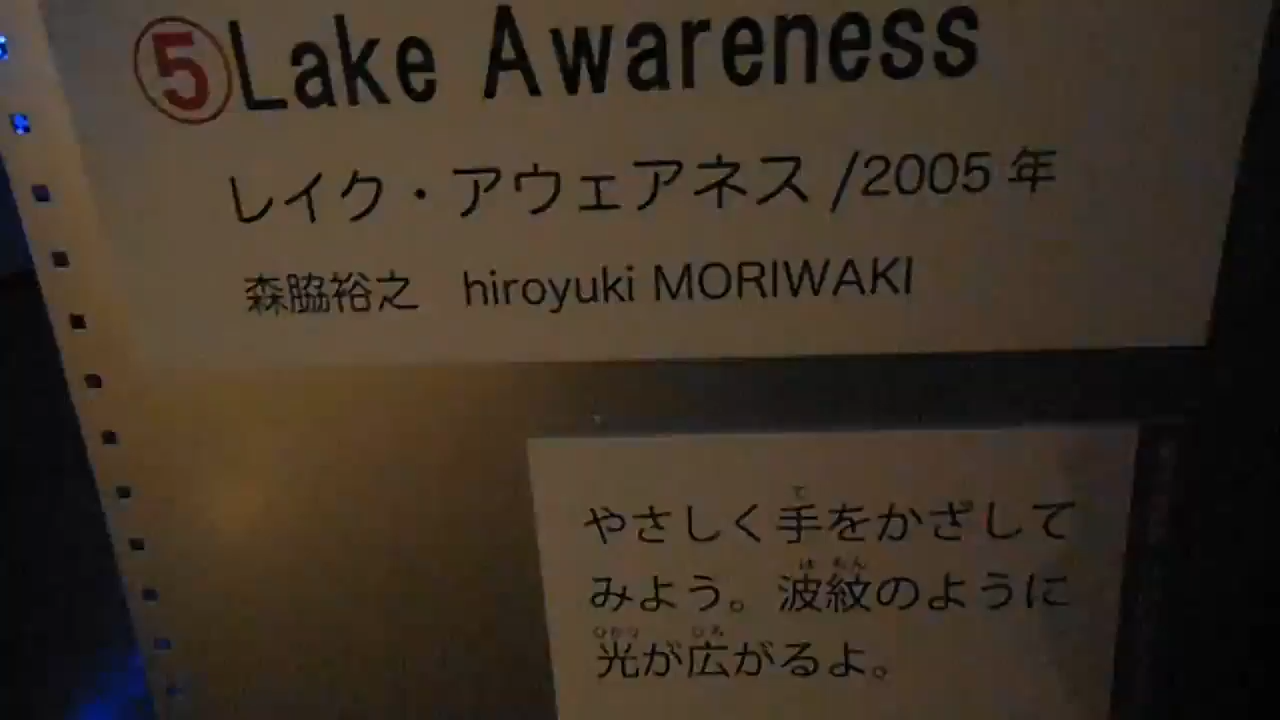 ⑤Lake Awareness
レイク・アウェアネス /2005 年
森脇裕之 hiroyuki MORIWAKI
やさしく手をかざして
みよう。波紋のように
光が広がるよ。